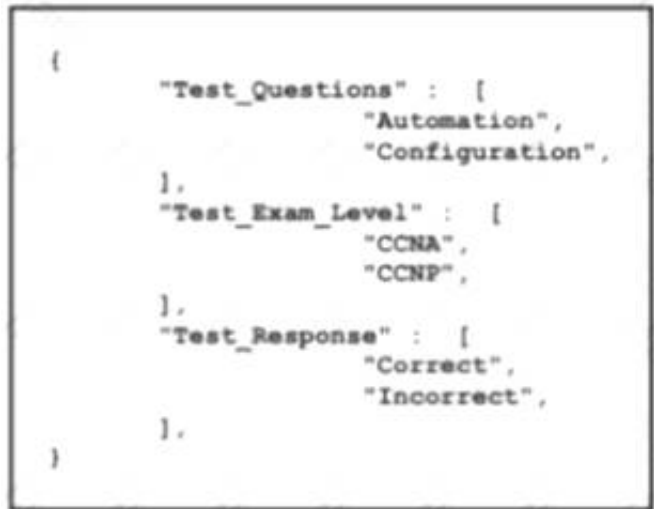 {
"Test_Questions" : [
"Automation",
"Configuration",
],
"Test_Exam_Level" : [
"CCNA",
"CCNP",
],
"Test_Response" : [
"Correct",
"Incorrect",
],
}